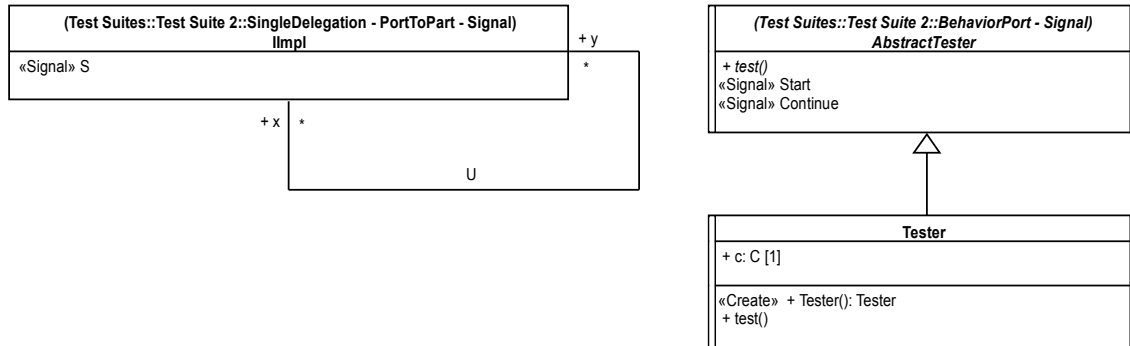 (Test Suites::Test Suite 2::SingleDelegation - PortToPart - Signal)
IImpl
«Signal» S
+ y
*
+ x
*
U
(Test Suites::Test Suite 2::BehaviorPort - Signal)
AbstractTester
+ test()
«Signal» Start
«Signal» Continue
Tester
+ c: C [1]
«Create» + Tester(): Tester
+ test()